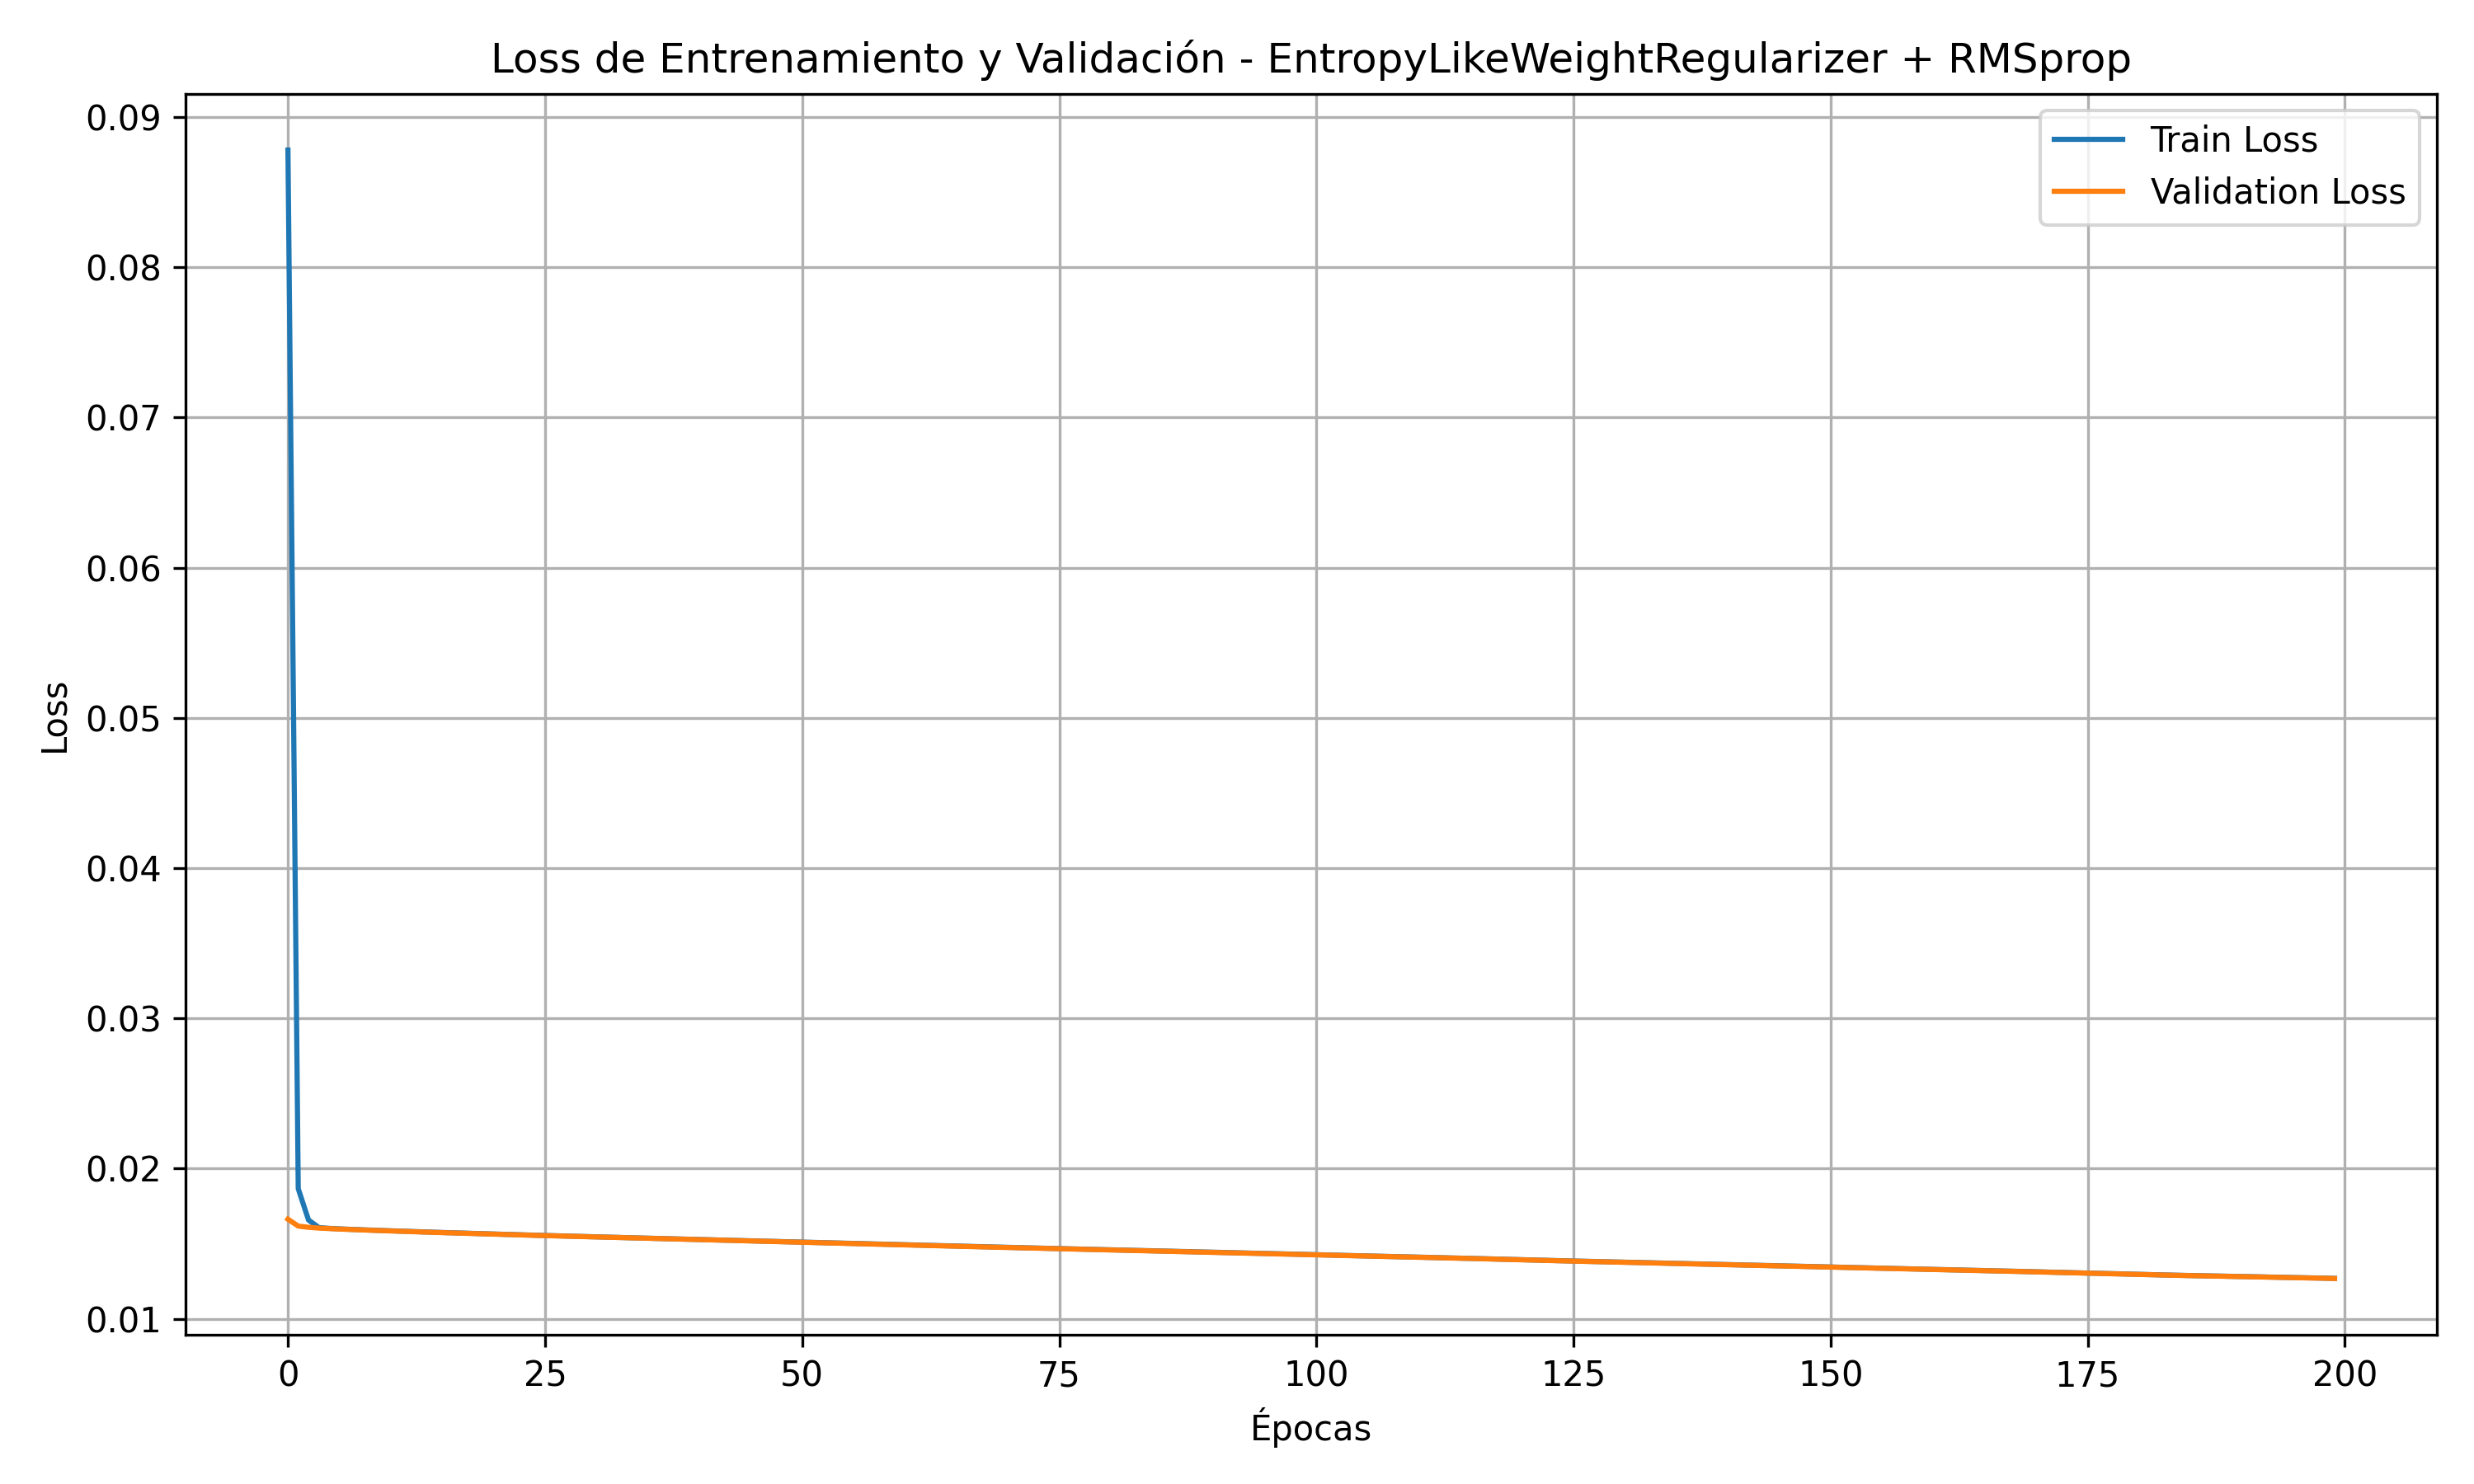 Loss de Entrenamiento y Validación - EntropyLikeWeightRegularizer + RMSprop
Train Loss
Validation Loss
0.09
0.08
0.07
0.06
0.05
0.04
0.03
0.02
0.01
Loss
0 25 50 75 100 125 150 175 200
Épocas